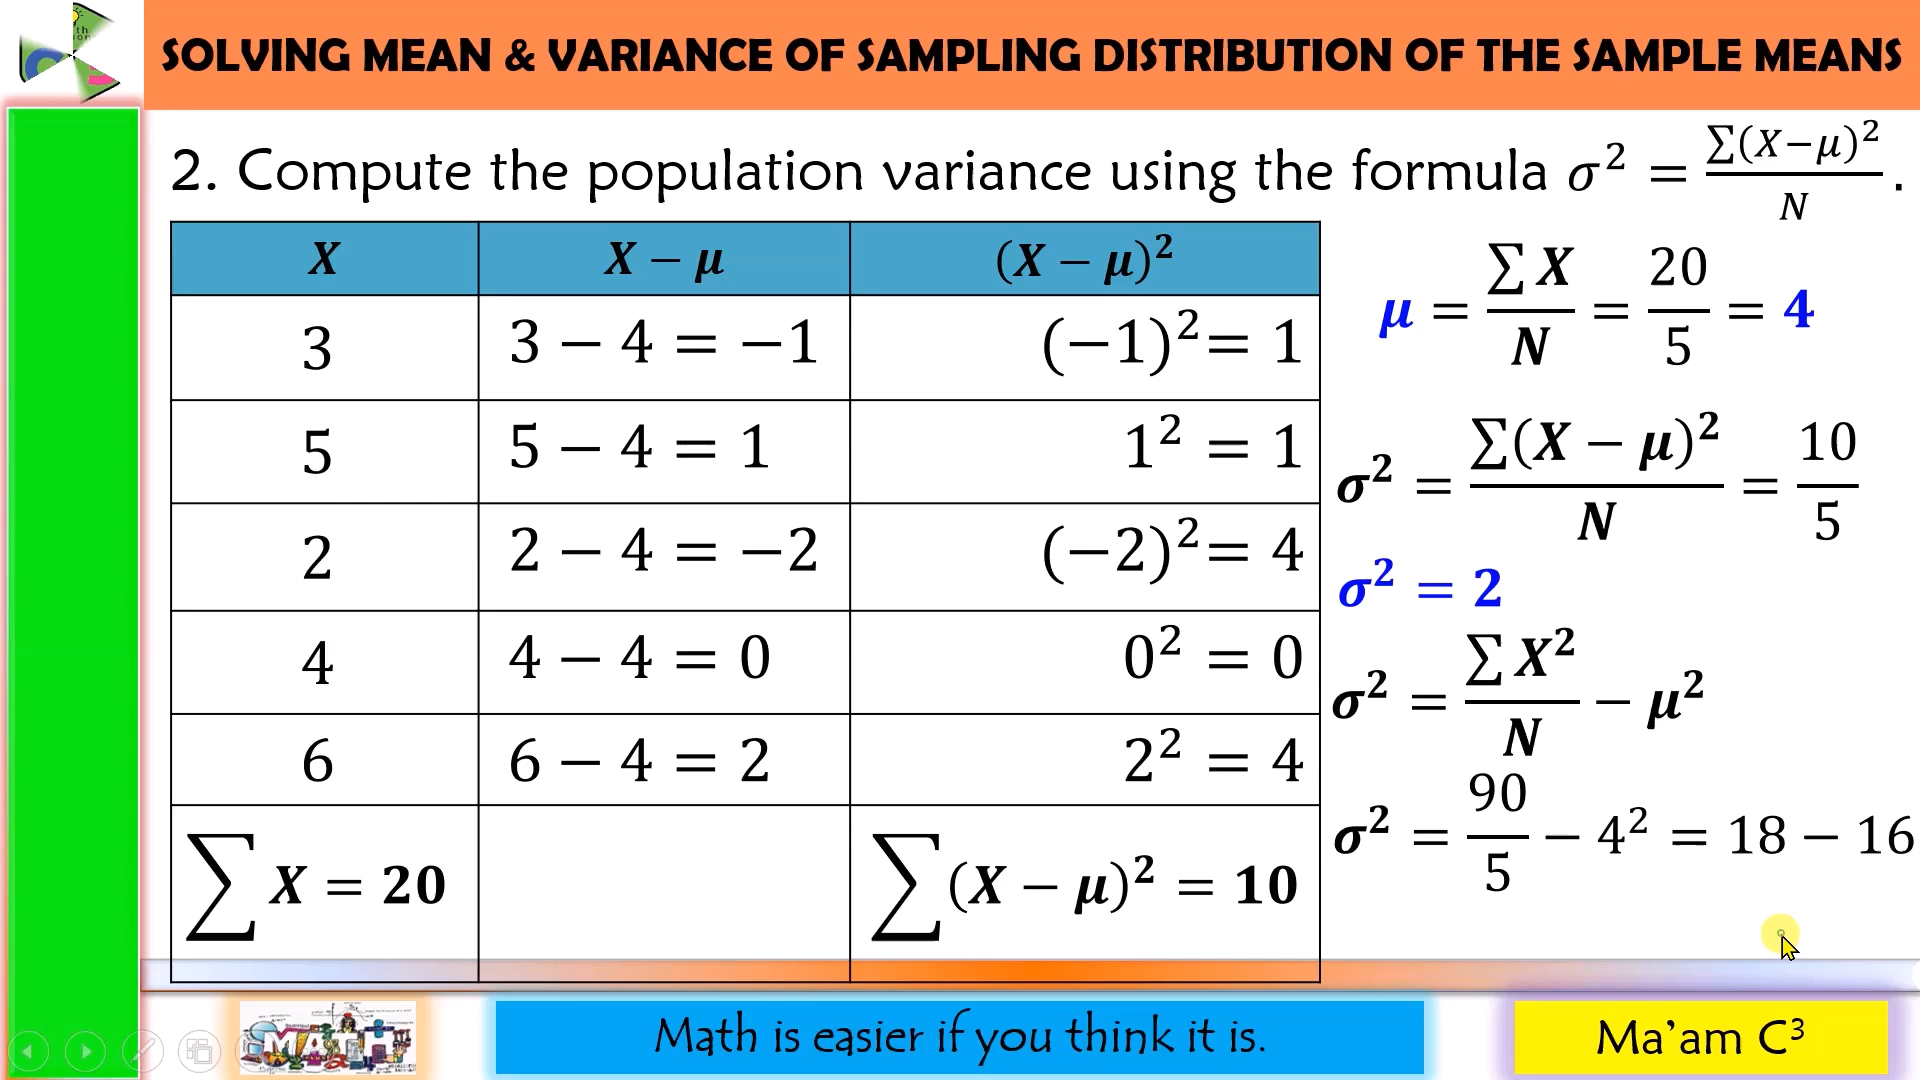 SOLVING MEAN & VARIANCE OF SAMPLING DISTRIBUTION OF THE SAMPLE MEANS
2. Compute the population variance using the formula σ² = ∑(X−μ)²/N .
X	X − μ	(X − μ)²
3	3 − 4 = −1	(−1)² = 1
5	5 − 4 = 1	1² = 1
2	2 − 4 = −2	(−2)² = 4
4	4 − 4 = 0	0² = 0
6	6 − 4 = 2	2² = 4
∑ X = 20		∑ (X − μ)² = 10
μ = ∑ X/N = 20/5 = 4
σ² = ∑(X − μ)²/N = 10/5
σ² = 2
σ² = ∑ X²/N − μ²
σ² = 90/5 − 4² = 18 − 16
MATH
Math is easier if you think it is.
Ma’am C³